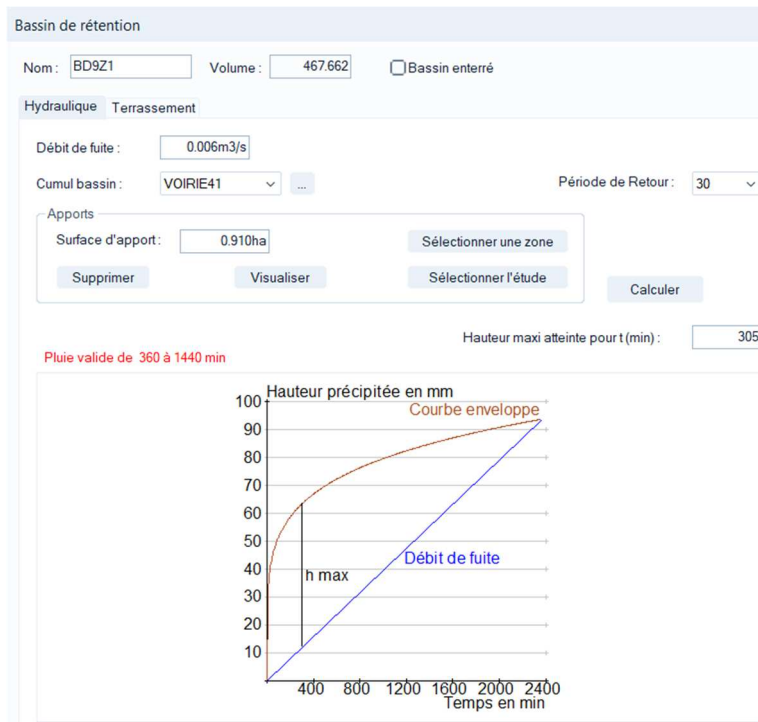 Bassin de rétention
Nom : BD9Z1 Volume : 467.662 Bassin enterré
Hydraulique Terrassement
Débit de fuite : 0.006m3/s
Cumul bassin : VOIRIE41 ... Période de Retour : 30
Apports
Surface d'apport : 0.910ha Sélectionner une zone
Supprimer Visualiser Sélectionner l'étude
Calculer
Hauteur maxi atteinte pour t (min) : 305
Pluie valide de 360 à 1440 min
Hauteur précipitée en mm
100
Courbe enveloppe
90
80
70
60
50
40
Débit de fuite
h max
30
20
10
400 800 1200 1600 2000 2400
Temps en min